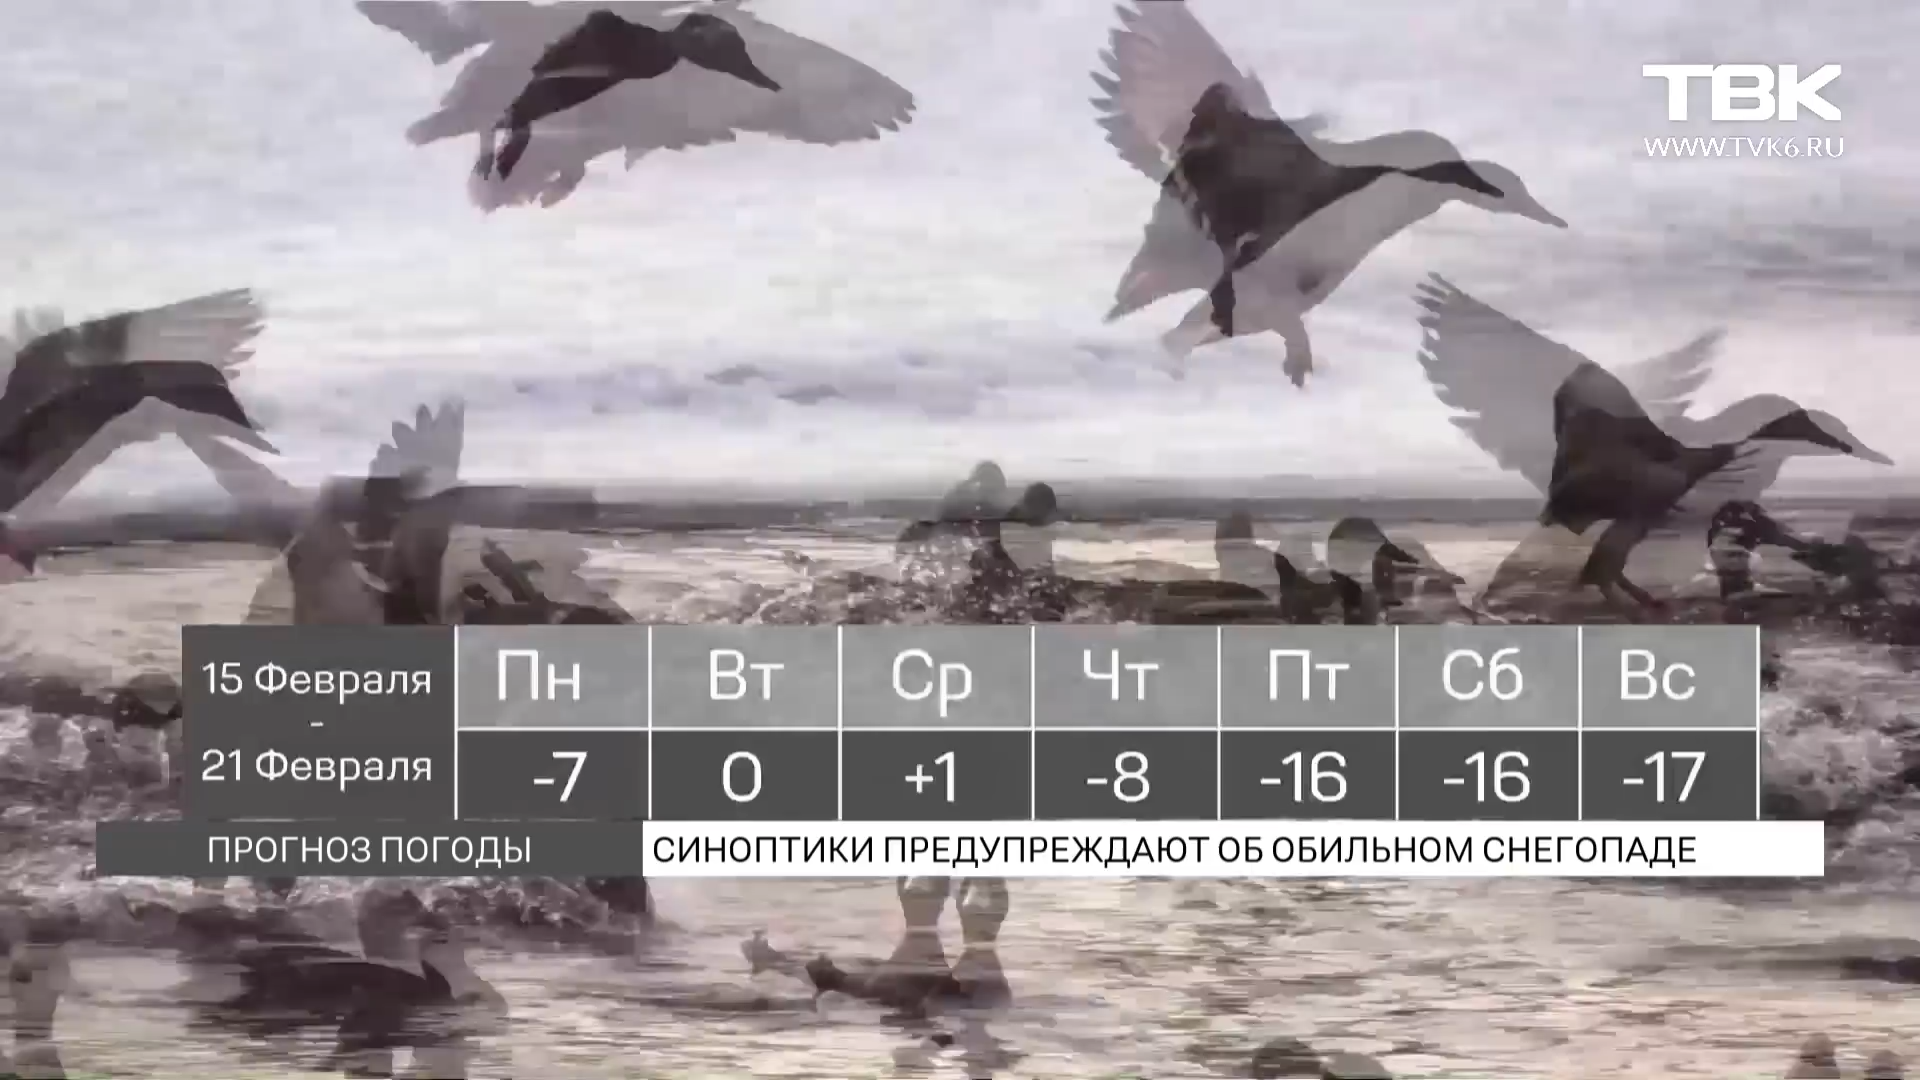 ТВК
WWW.TVK6.RU
15 Февраля
-
21 Февраля
Пн Вт Ср Чт Пт Сб Вс
-7 0 +1 -8 -16 -16 -17
ПРОГНОЗ ПОГОДЫ
СИНОПТИКИ ПРЕДУПРЕЖДАЮТ ОБ ОБИЛЬНОМ СНЕГОПАДЕ